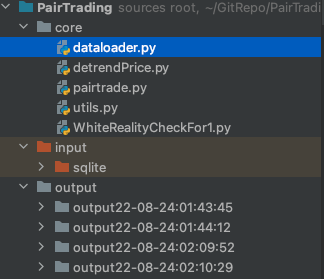 PairTrading sources root, ~/GitRepo/PairTradi
core
dataloader.py
detrendPrice.py
pairtrade.py
utils.py
WhiteRealityCheckFor1.py
input
sqlite
output
output22-08-24:01:43:45
output22-08-24:01:44:12
output22-08-24:02:09:52
output22-08-24:02:10:29